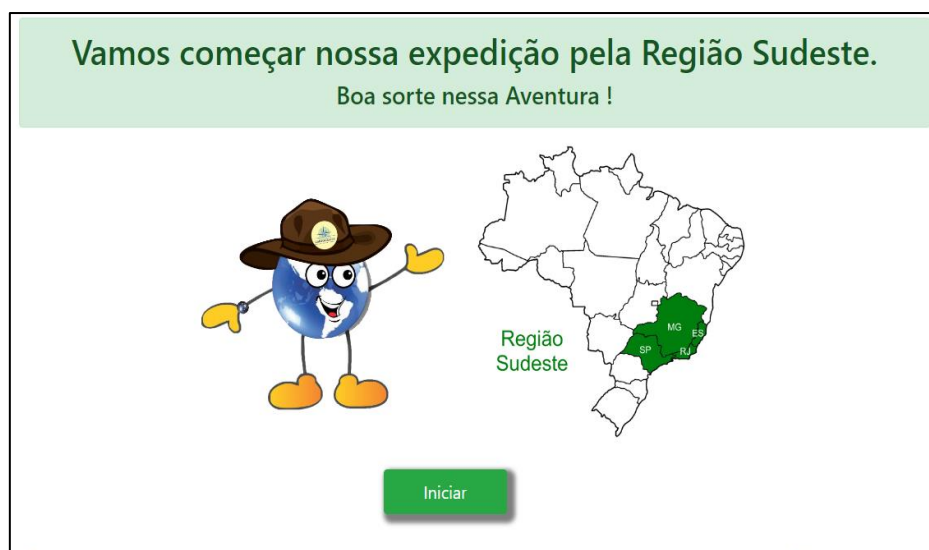 Vamos começar nossa expedição pela Região Sudeste.
Boa sorte nessa Aventura !
MG
ES
SP
RJ
Região
Sudeste
Iniciar